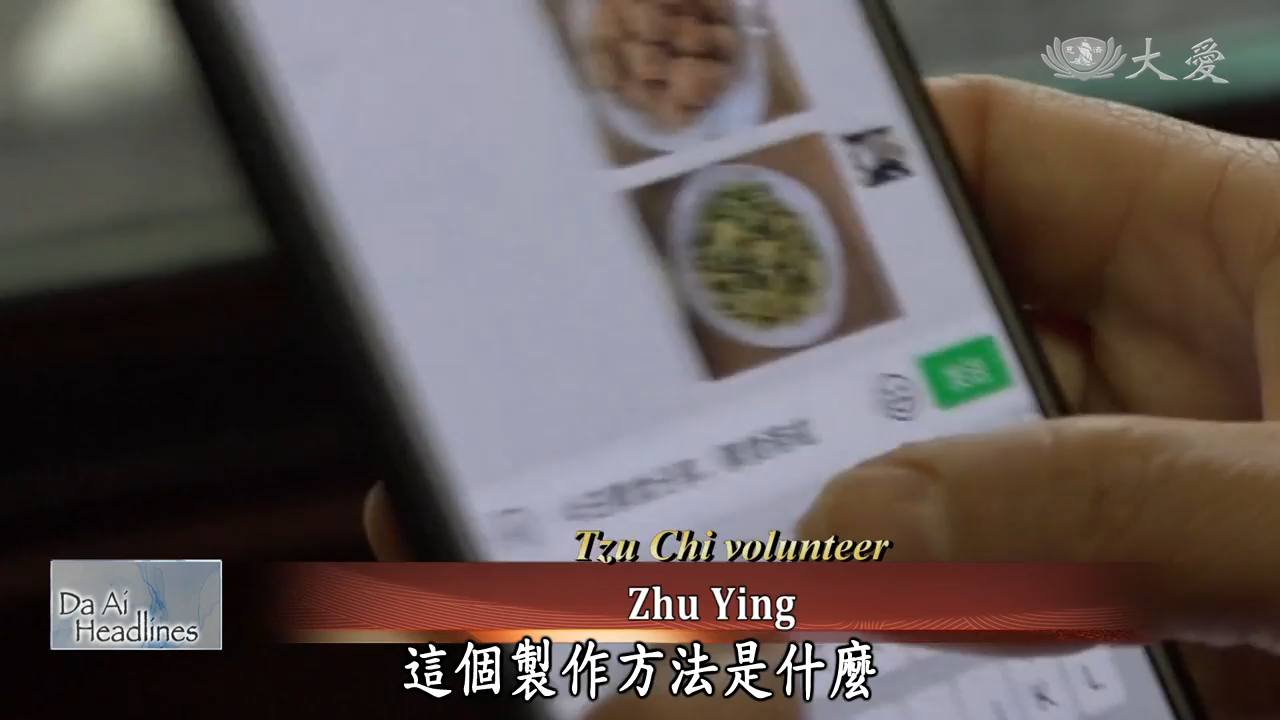 大愛
Tzu Chi volunteer
Zhu Ying
Da Ai
Headlines
這個製作方法是什麼
K L